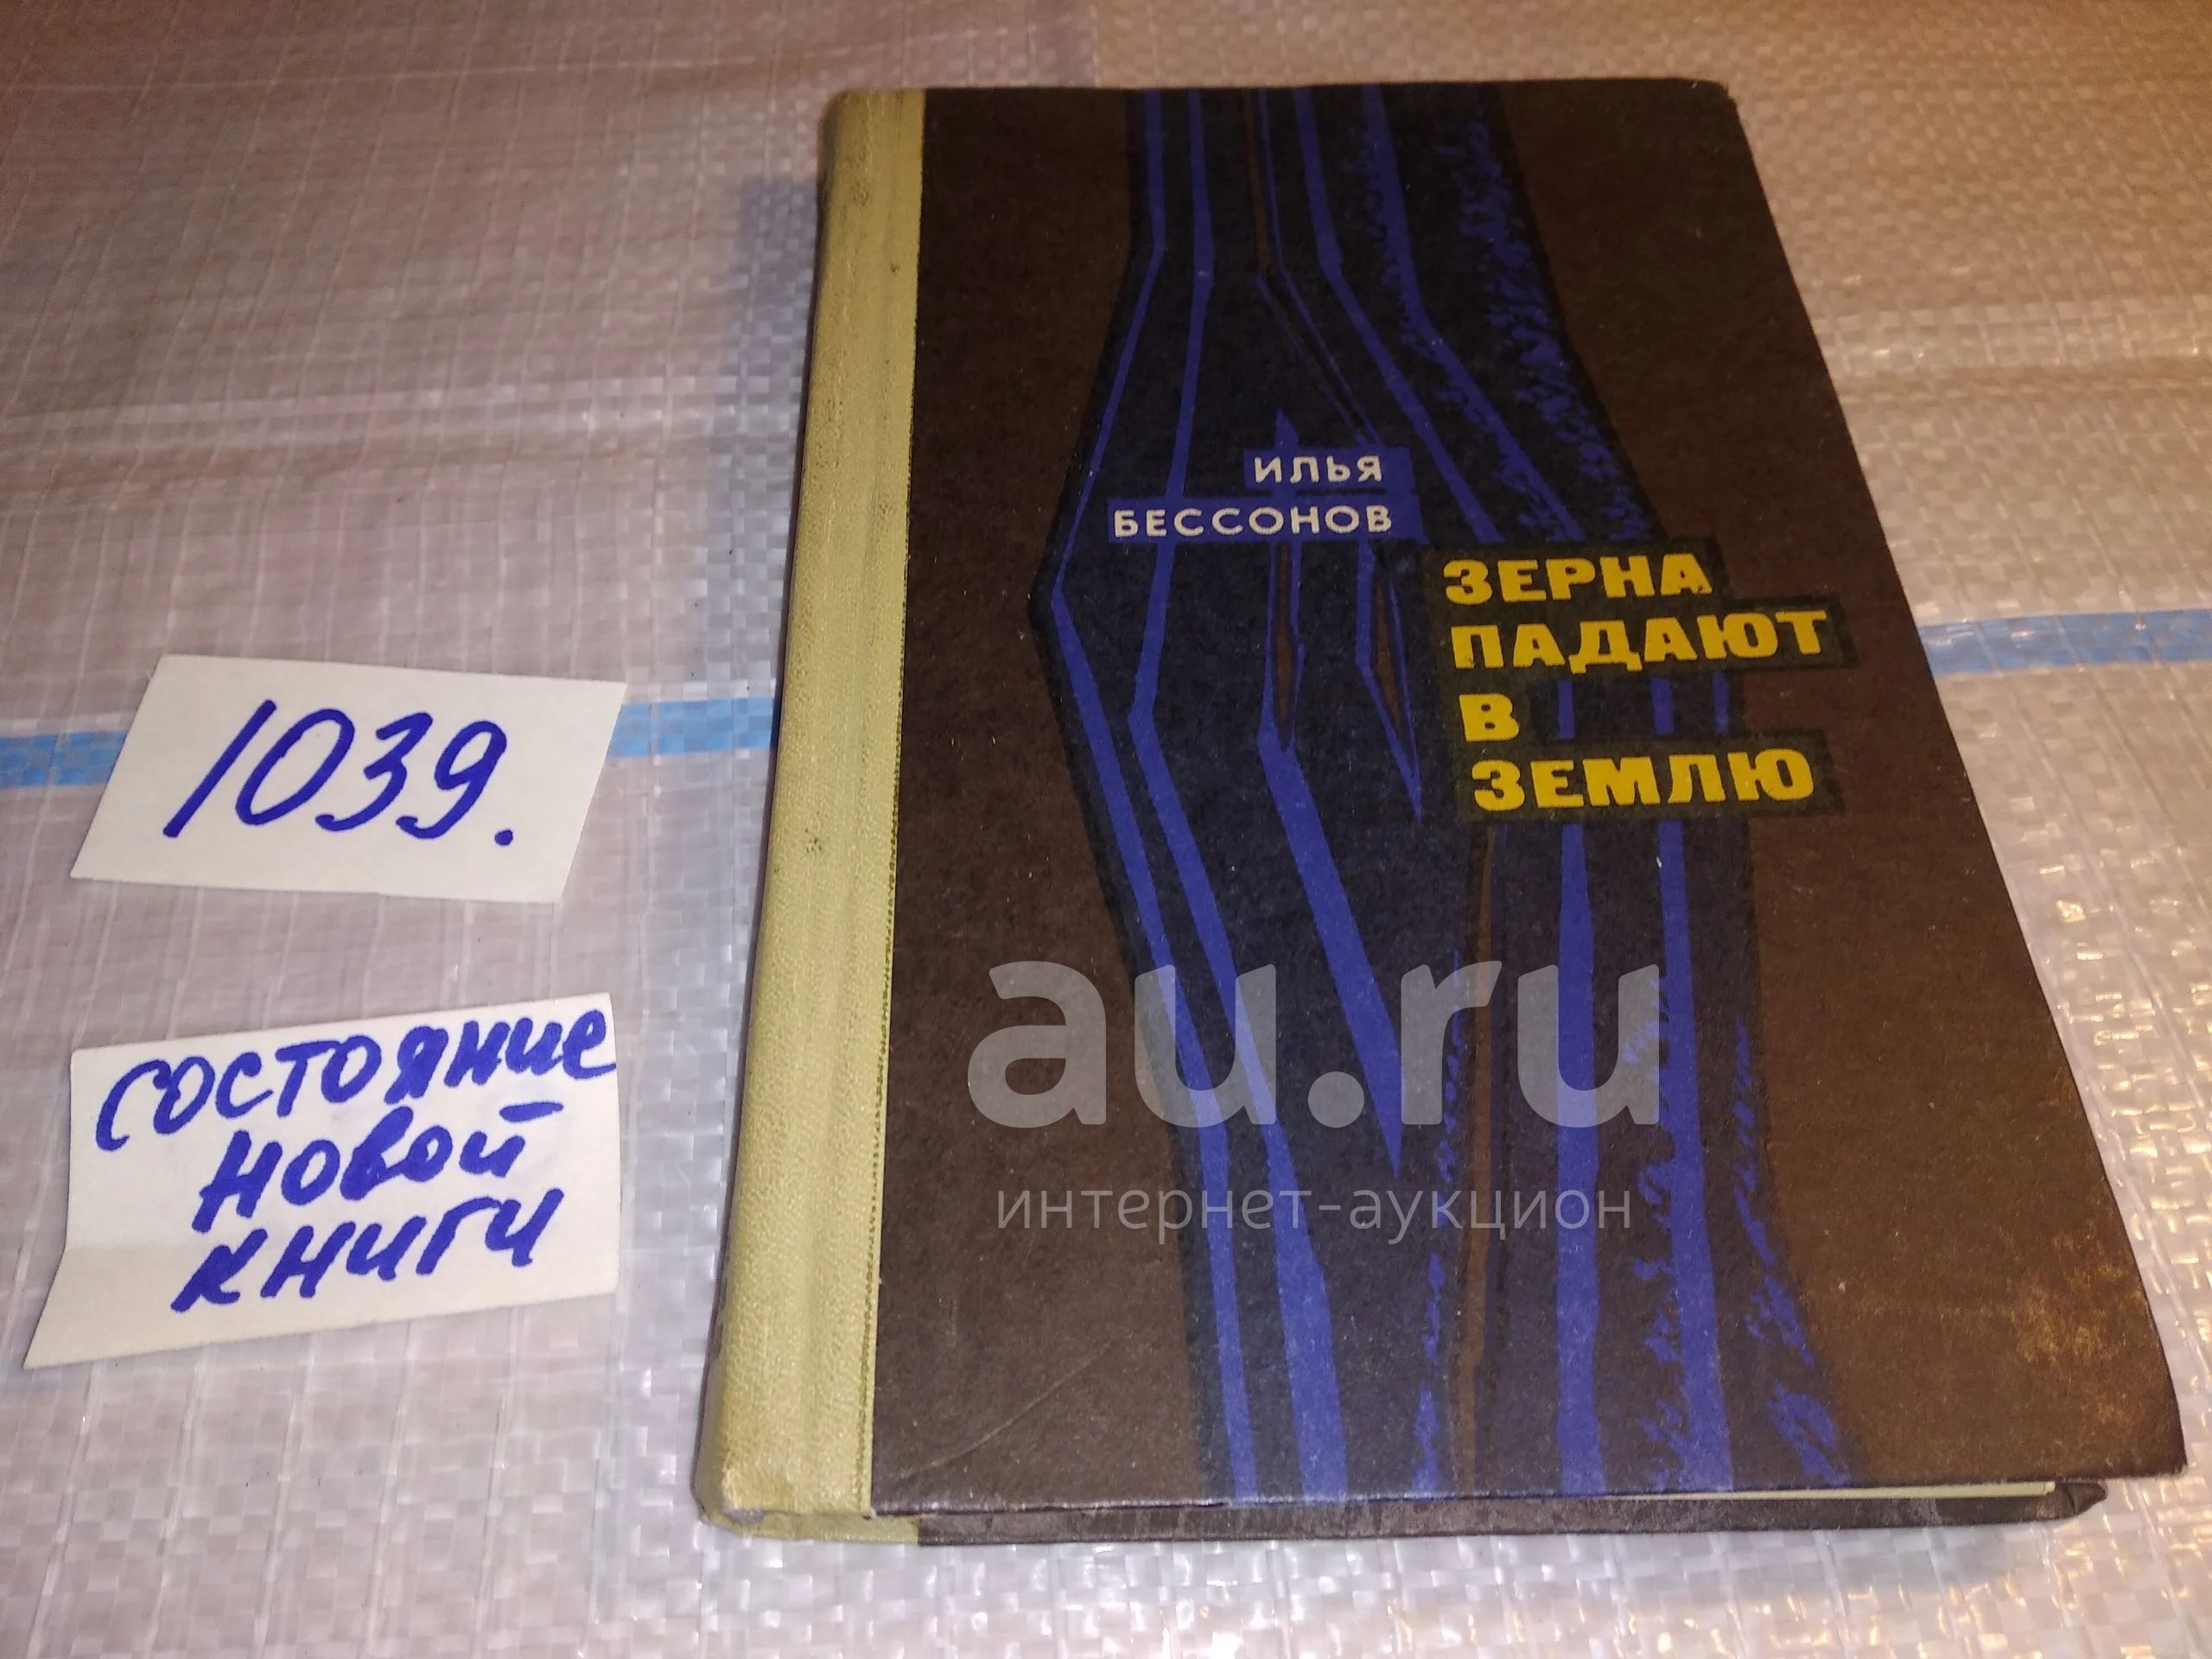 ИЛЬЯ
БЕССОНОВ
ЗЕРНА
ПАДАЮТ
В
ЗЕМЛЮ
1039.
состояние
новой
книги
au.ru
интернет-аукцион